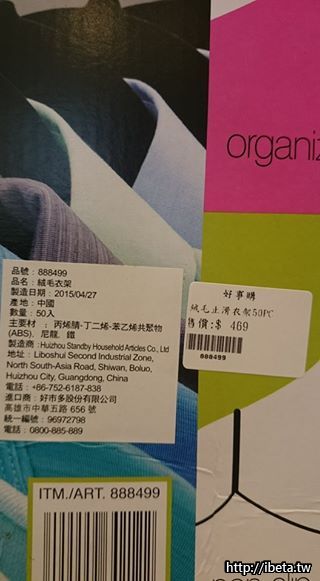 organiz
品號：888499
品名：絨毛衣架
製造日期：2015/04/27
產地：中國
數量：50入
主要材 ：丙烯腈-丁二烯-苯乙烯共聚物
(ABS), 尼龍, 鐵
製造商：Huizhou Standby Household Articles Co., Ltd
地址：Liboshui Second Industrial Zone,
North South-Asia Road, Shiwan, Boluo,
Huizhou City, Guangdong, China
電話：+86-752-6187-838
進口商：好市多股份有限公司
高雄市中華五路 656 號
統一編號：96972798
電話：0800-885-889
好事購
絨毛止滑衣架50PC
售價:$ 469
888499
ITM./ART. 888499
non slip
http://ibeta.tw